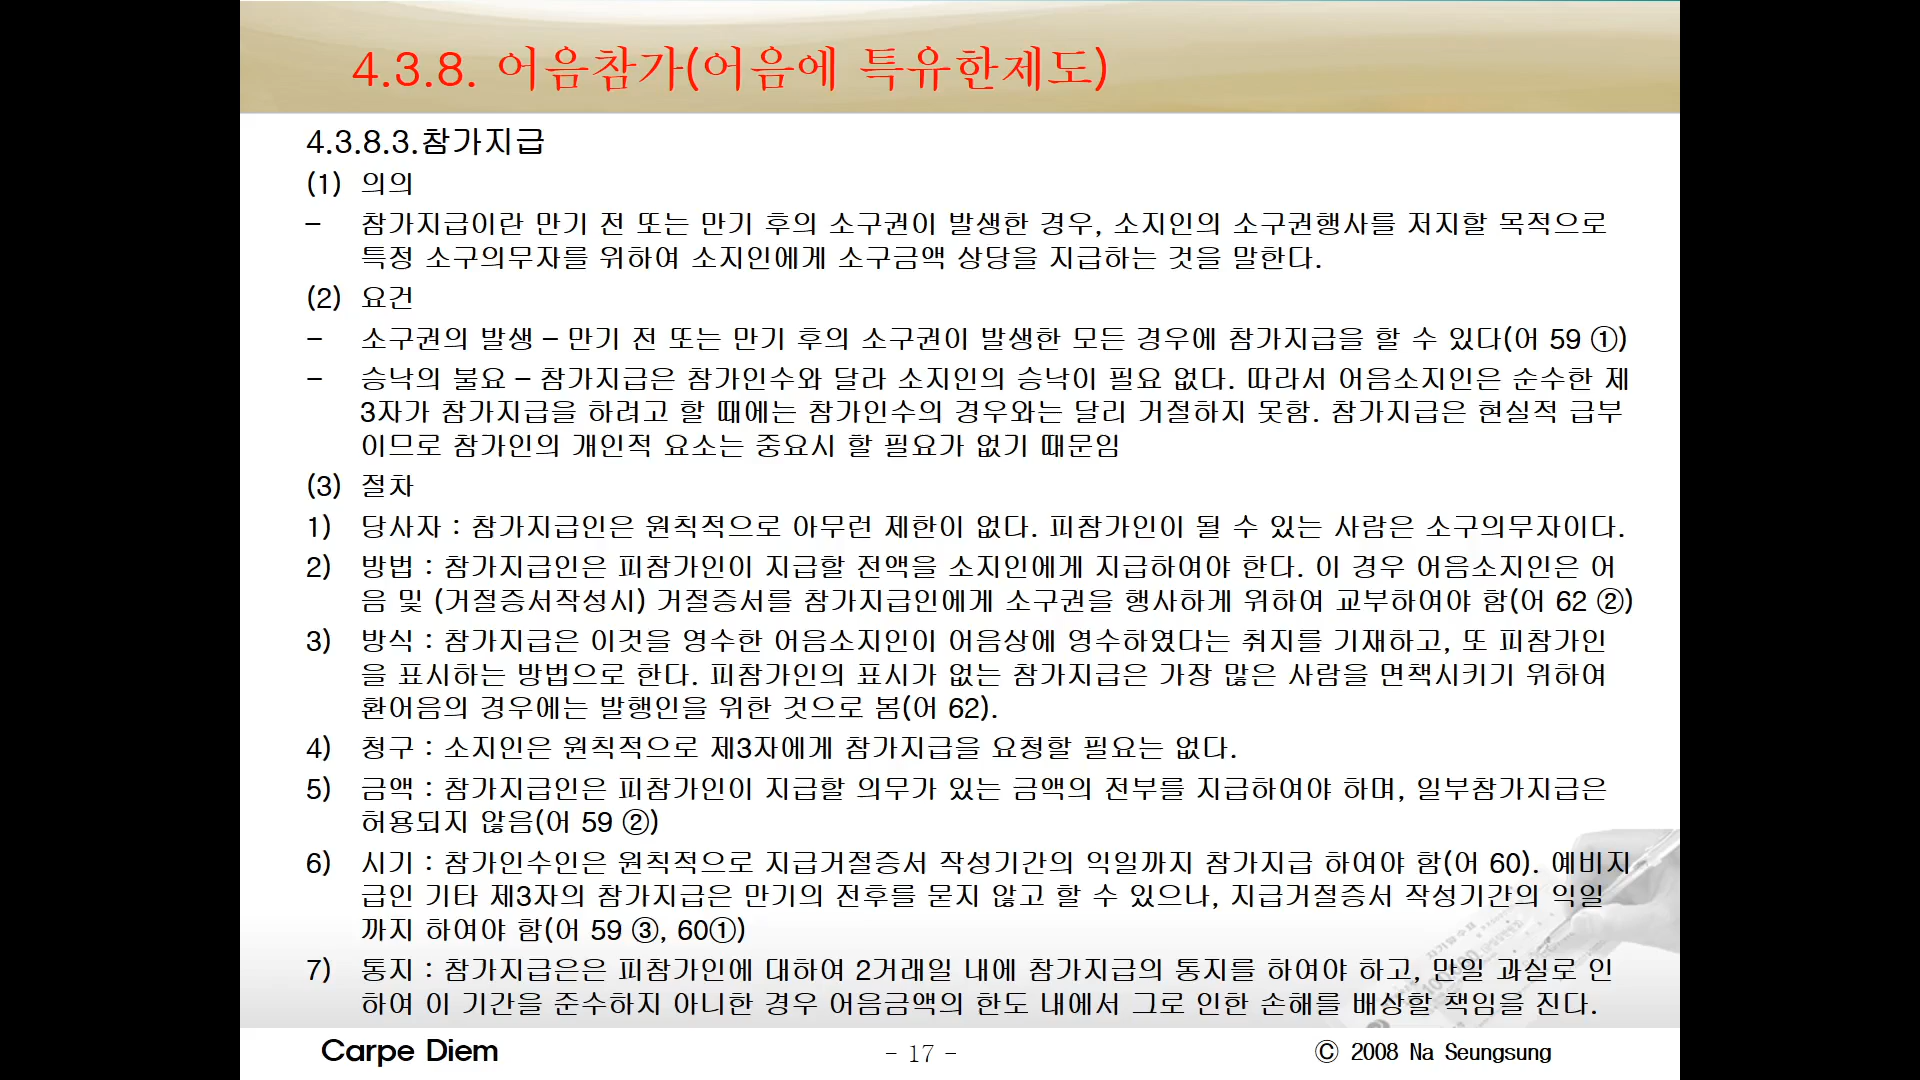 4.3.8. 어음참가(어음에 특유한제도)
4.3.8.3.참가지급
(1) 의의
– 참가지급이란 만기 전 또는 만기 후의 소구권이 발생한 경우, 소지인의 소구권행사를 저지할 목적으로
특정 소구의무자를 위하여 소지인에게 소구금액 상당을 지급하는 것을 말한다.
(2) 요건
– 소구권의 발생 – 만기 전 또는 만기 후의 소구권이 발생한 모든 경우에 참가지급을 할 수 있다(어 59 ①)
– 승낙의 불요 – 참가지급은 참가인수와 달라 소지인의 승낙이 필요 없다. 따라서 어음소지인은 순수한 제
3자가 참가지급을 하려고 할 때에는 참가인수의 경우와는 달리 거절하지 못함. 참가지급은 현실적 급부
이므로 참가인의 개인적 요소는 중요시 할 필요가 없기 때문임
(3) 절차
1) 당사자 : 참가지급인은 원칙적으로 아무런 제한이 없다. 피참가인이 될 수 있는 사람은 소구의무자이다.
2) 방법 : 참가지급인은 피참가인이 지급할 전액을 소지인에게 지급하여야 한다. 이 경우 어음소지인은 어
음 및 (거절증서작성시) 거절증서를 참가지급인에게 소구권을 행사하게 위하여 교부하여야 함(어 62 ②)
3) 방식 : 참가지급은 이것을 영수한 어음소지인이 어음상에 영수하였다는 취지를 기재하고, 또 피참가인
을 표시하는 방법으로 한다. 피참가인의 표시가 없는 참가지급은 가장 많은 사람을 면책시키기 위하여
환어음의 경우에는 발행인을 위한 것으로 봄(어 62).
4) 청구 : 소지인은 원칙적으로 제3자에게 참가지급을 요청할 필요는 없다.
5) 금액 : 참가지급인은 피참가인이 지급할 의무가 있는 금액의 전부를 지급하여야 하며, 일부참가지급은
허용되지 않음(어 59 ②)
6) 시기 : 참가인수인은 원칙적으로 지급거절증서 작성기간의 익일까지 참가지급 하여야 함(어 60). 예비지
급인 기타 제3자의 참가지급은 만기의 전후를 묻지 않고 할 수 있으나, 지급거절증서 작성기간의 익일
까지 하여야 함(어 59 ③, 60①)
7) 통지 : 참가지급은은 피참가인에 대하여 2거래일 내에 참가지급의 통지를 하여야 하고, 만일 과실로 인
하여 이 기간을 준수하지 아니한 경우 어음금액의 한도 내에서 그로 인한 손해를 배상할 책임을 진다.
Carpe Diem
- 17 -
© 2008 Na Seungsung